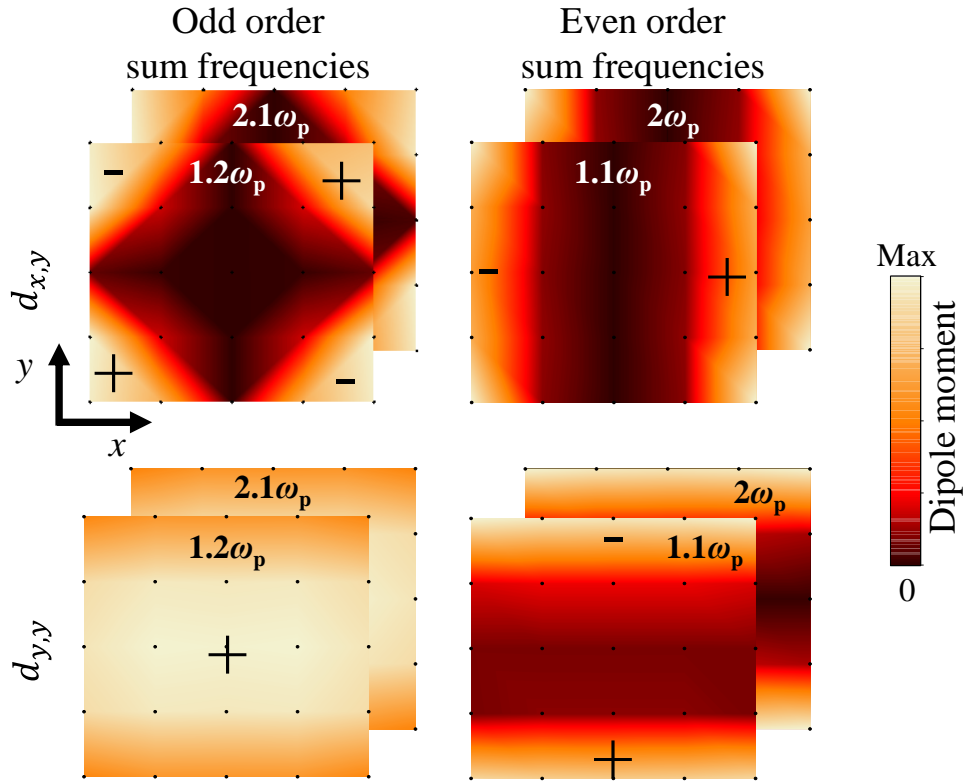 Odd order
sum frequencies
Even order
sum frequencies
2.1ωp
2ωp
1.2ωp
1.1ωp
-
+
-
+
+
-
dx,y
y
x
Max
Dipole moment
0
2.1ωp
2ωp
1.2ωp
1.1ωp
-
+
+
dy,y